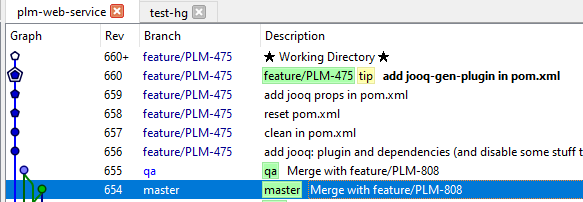 plm-web-service test-hg
Graph Rev Branch Description
660+ feature/PLM-475 ★ Working Directory ★
660 feature/PLM-475 feature/PLM-475 tip add jooq-gen-plugin in pom.xml
659 feature/PLM-475 add jooq props in pom.xml
658 feature/PLM-475 reset pom.xml
657 feature/PLM-475 clean in pom.xml
656 feature/PLM-475 add jooq: plugin and dependencies (and disable some stuff t
655 qa qa Merge with feature/PLM-808
654 master master Merge with feature/PLM-808